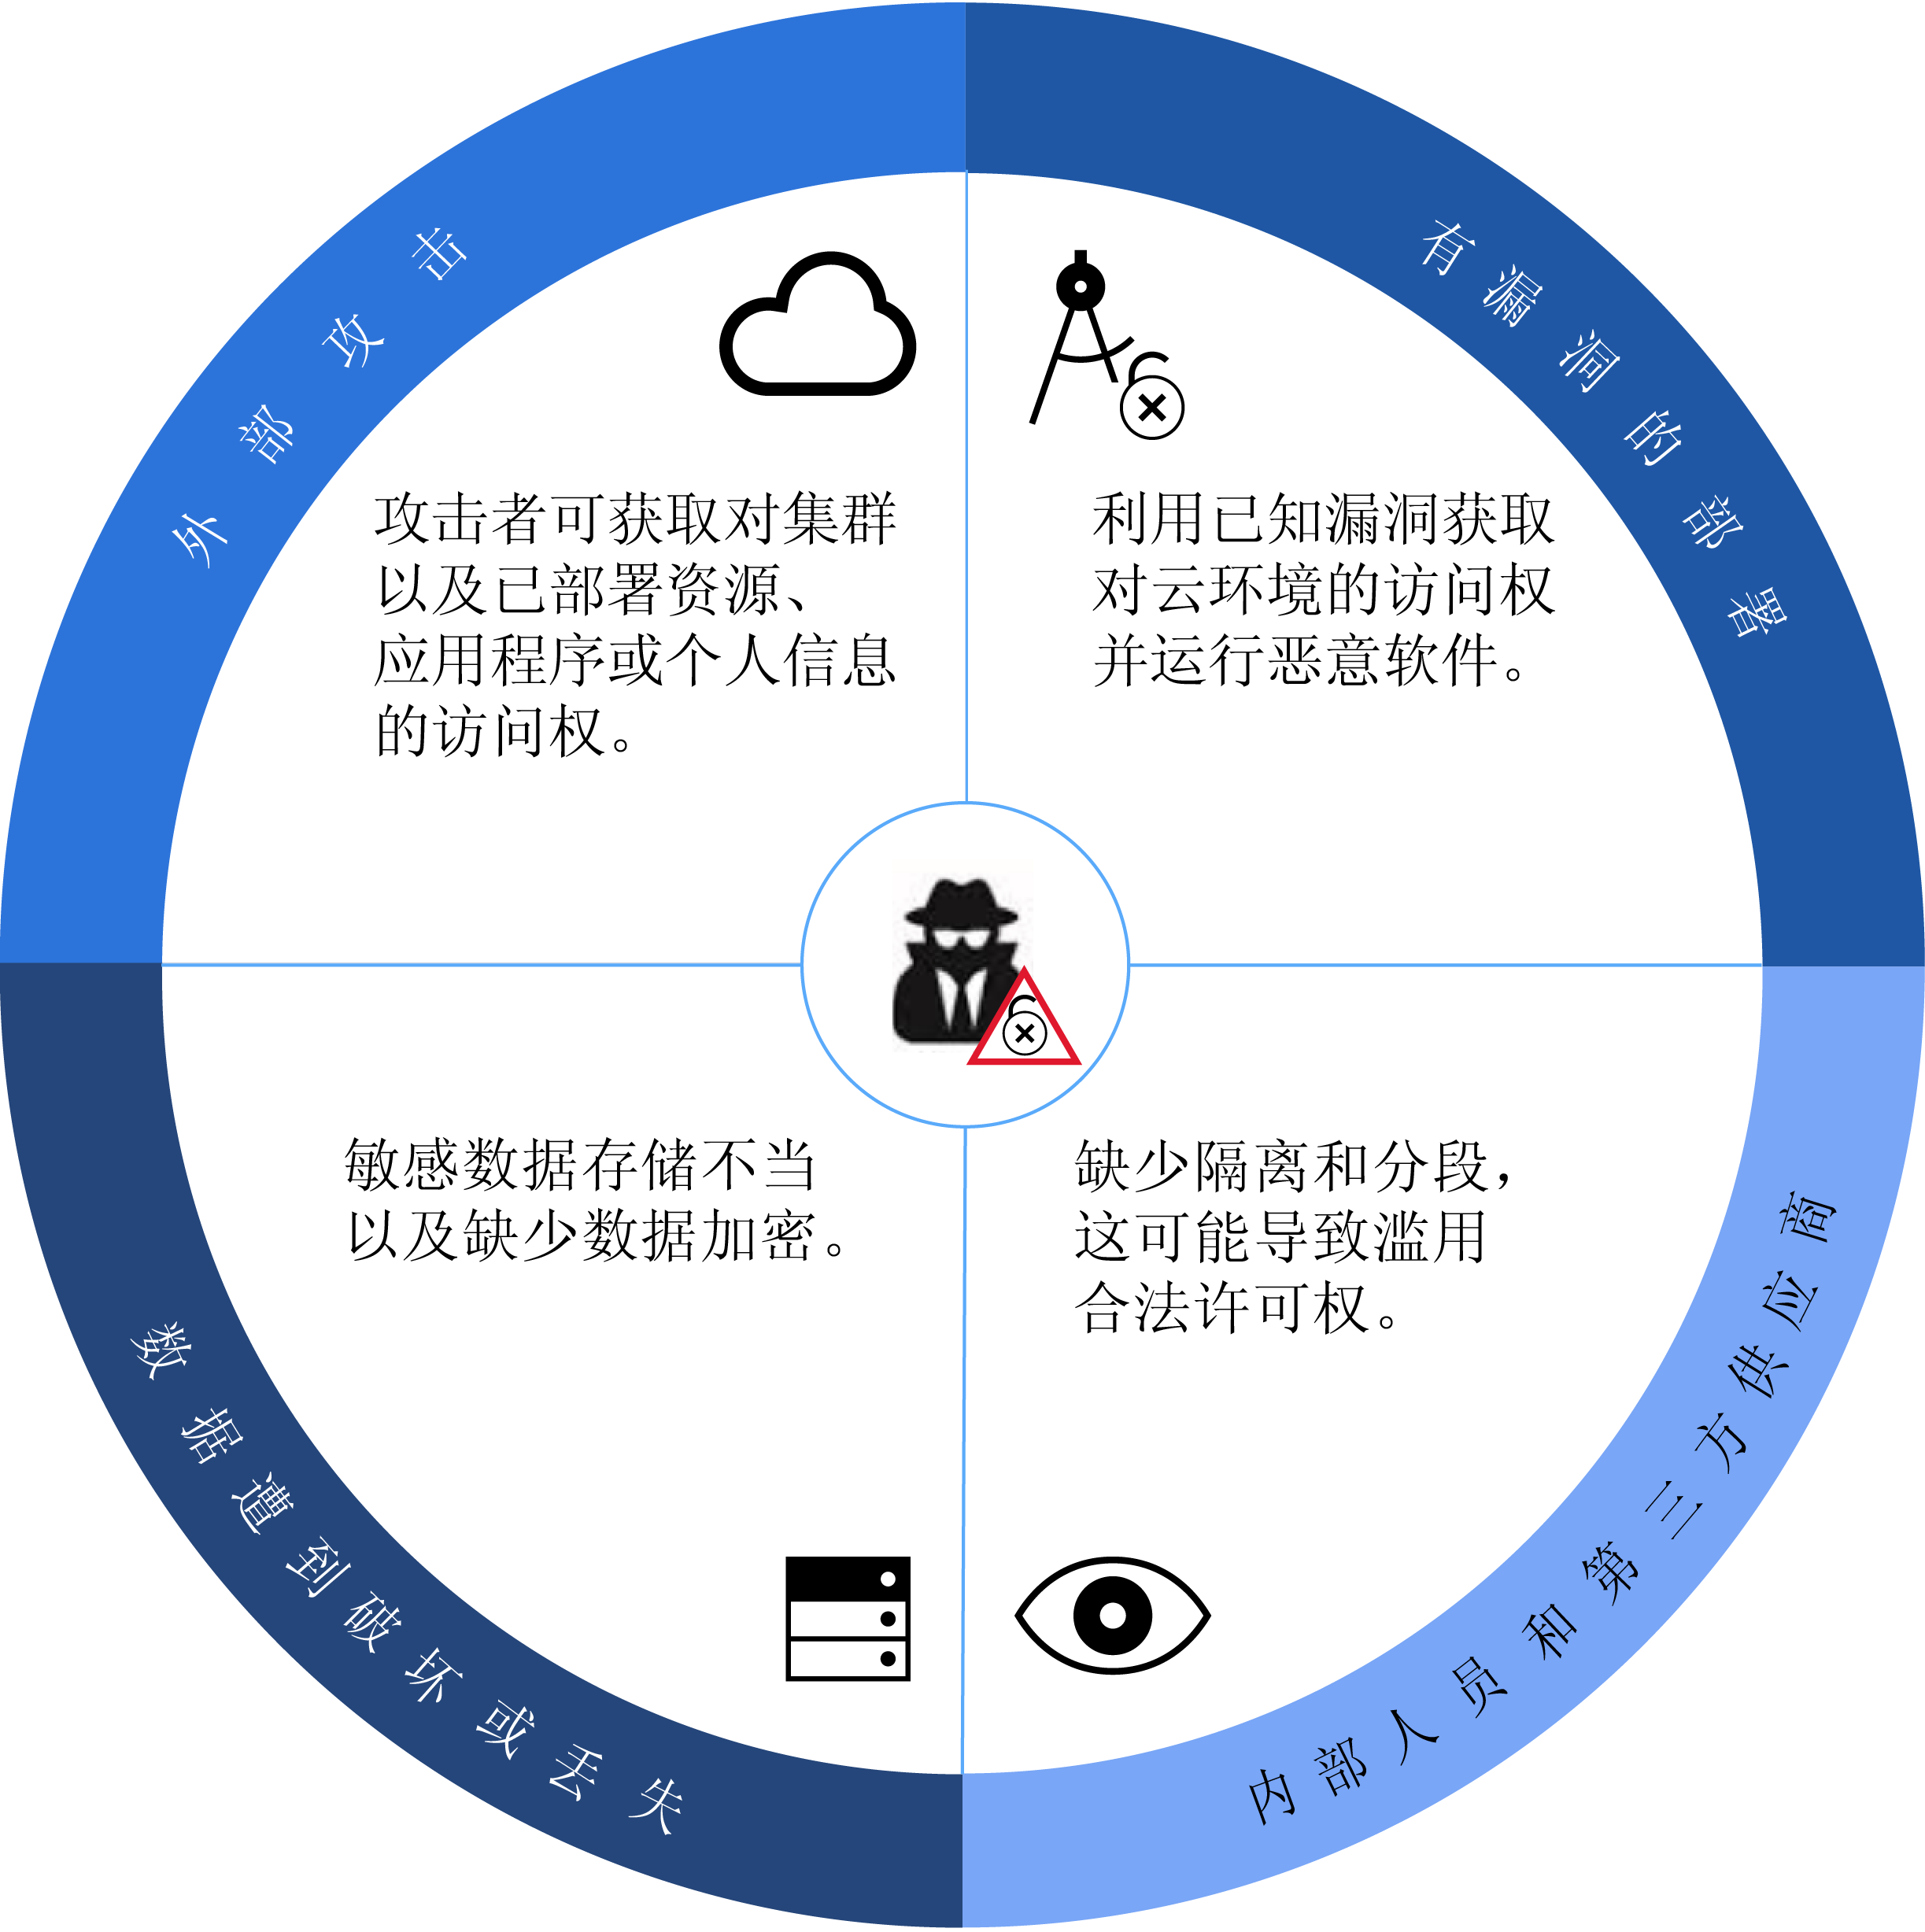 外部攻击
攻击者可获取对集群
以及已部署资源、
应用程序或个人信息
的访问权。
有漏洞的部署
利用已知漏洞获取
对云环境的访问权
并运行恶意软件。
数据遭到破坏或丢失
敏感数据存储不当
以及缺少数据加密。
内部人员和第三方供应商
缺少隔离和分段，
这可能导致滥用
合法许可权。